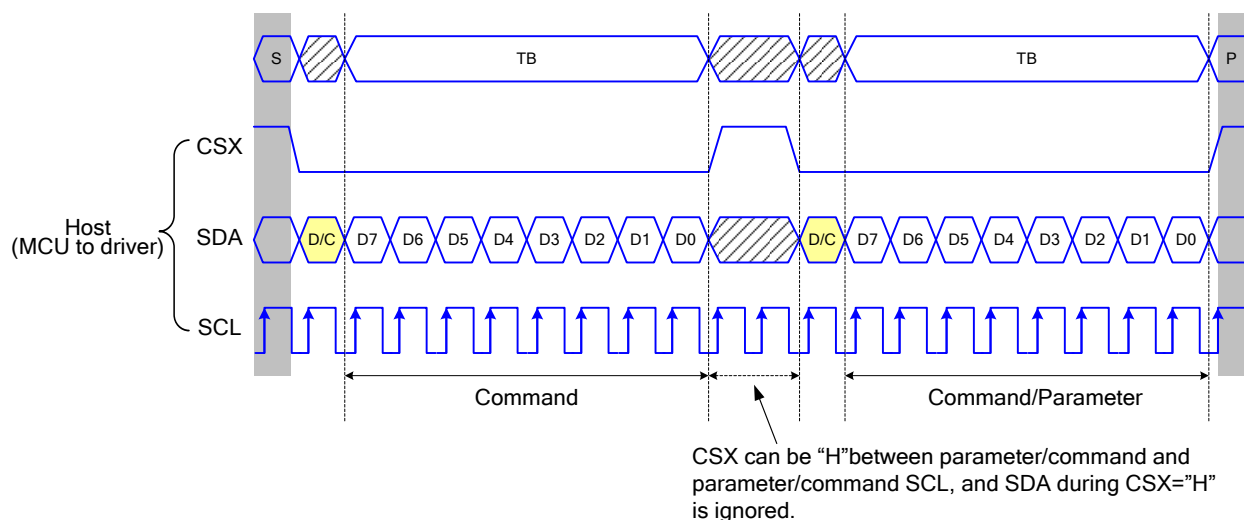 S TB TB P
CSX
Host
(MCU to driver)
SDA D/C D7 D6 D5 D4 D3 D2 D1 D0 D/C D7 D6 D5 D4 D3 D2 D1 D0
SCL
Command Command/Parameter
CSX can be “H”between parameter/command and
parameter/command SCL, and SDA during CSX=”H”
is ignored.